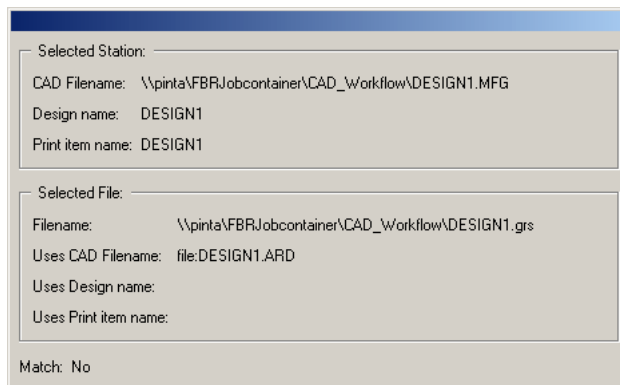 Selected Station:
CAD Filename: \\pinta\FBRJobcontainer\CAD_Workflow\DESIGN1.MFG
Design name: DESIGN1
Print item name: DESIGN1
Selected File:
Filename: \\pinta\FBRJobcontainer\CAD_Workflow\DESIGN1.grs
Uses CAD Filename: file:DESIGN1.ARD
Uses Design name:
Uses Print item name:
Match: No